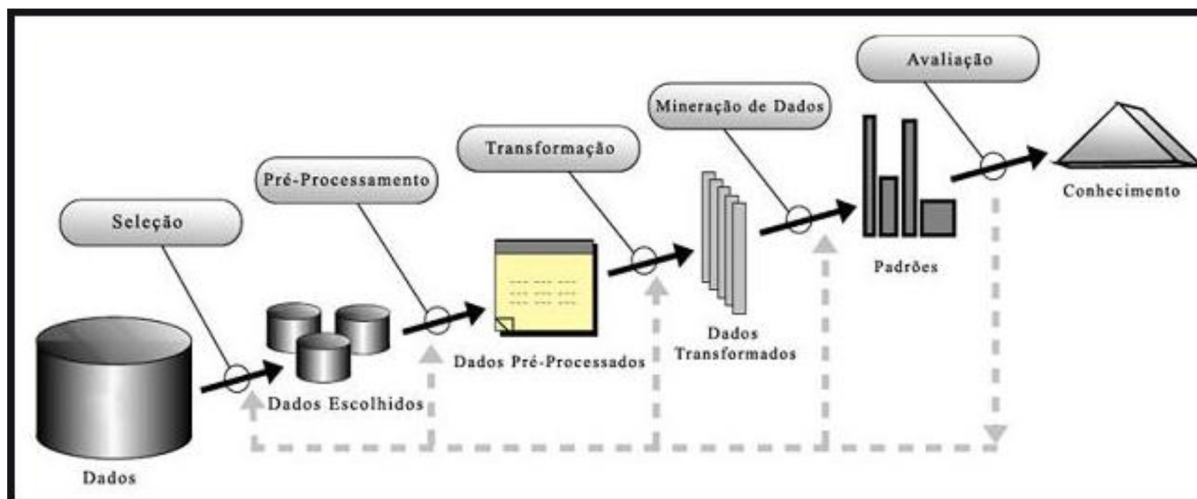 Avaliação
Mineração de Dados
Transformação
Pré-Processamento
Seleção
Conhecimento
Padrões
Dados
Transformados
Dados Pré-Processados
Dados Escolhidos
Dados